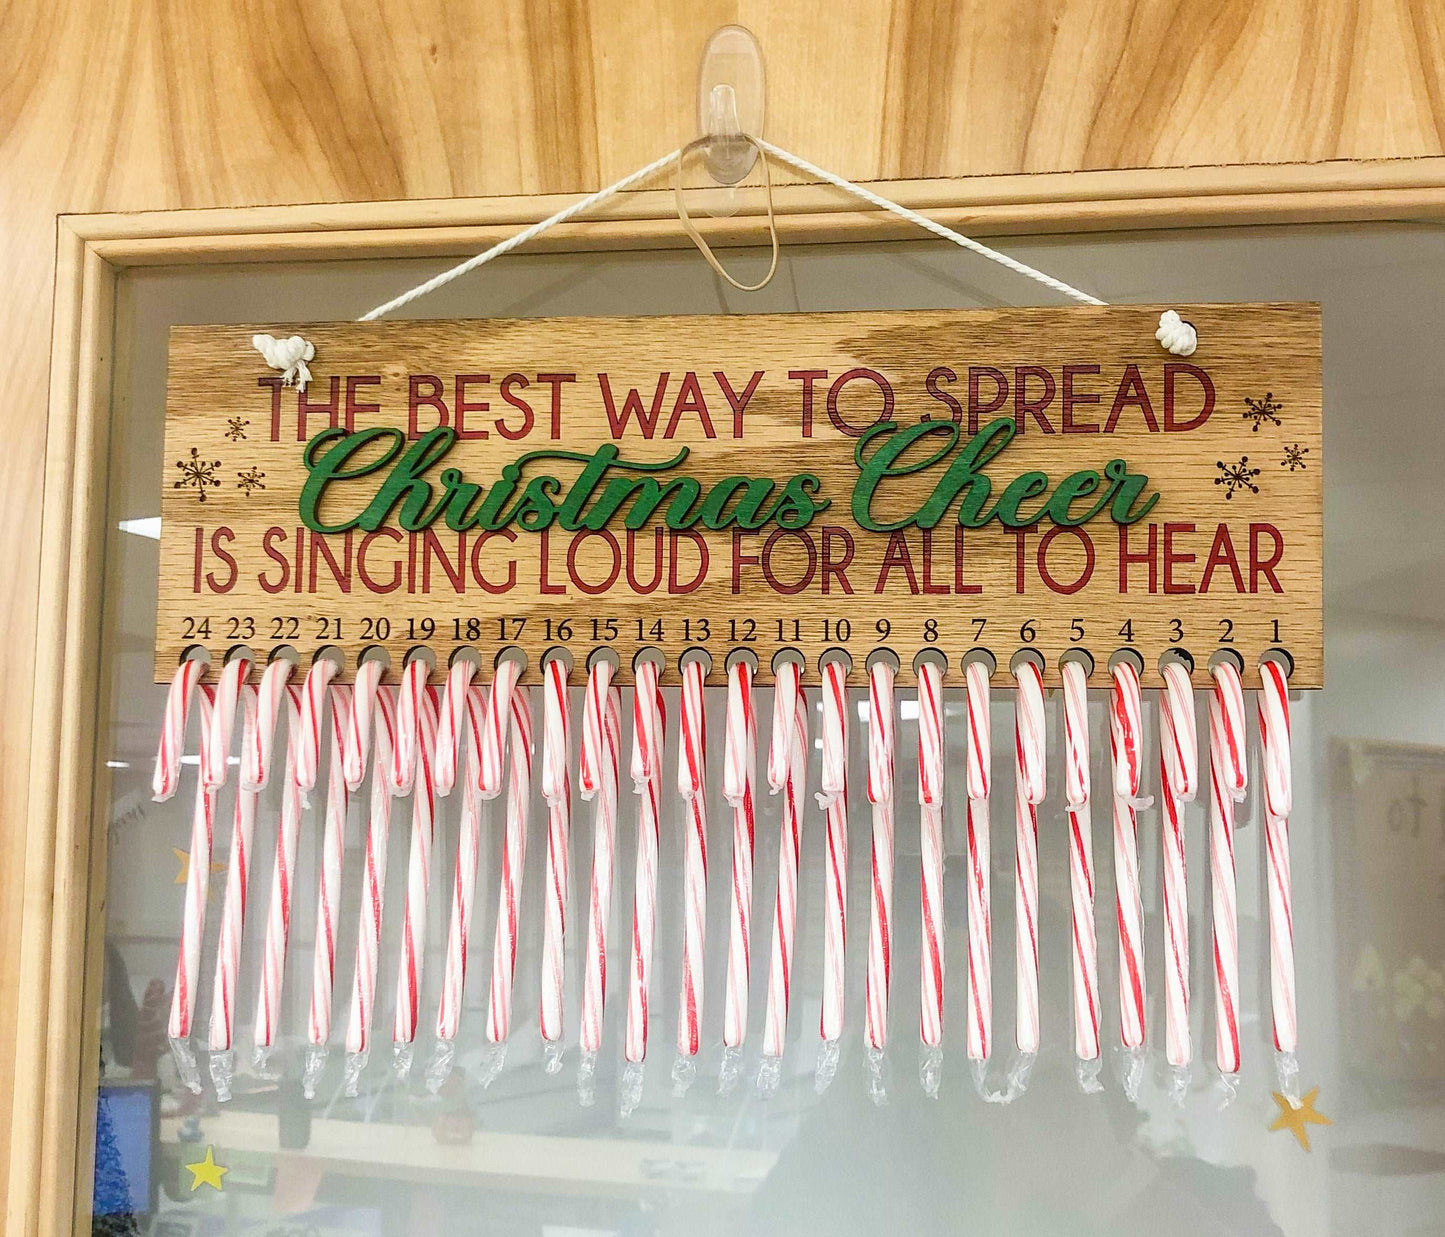 THE BEST WAY TO SPREAD
Christmas Cheer
IS SINGING LOUD FOR ALL TO HEAR
24 23 22 21 20 19 18 17 16 15 14 13 12 11 10 9 8 7 6 5 4 3 2 1
TO